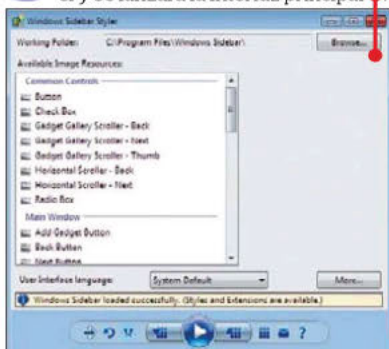 Windows Sidebar Styler
Working Folder: C:\Program Files\Windows Sidebar\ Browse...
Available Image Resources:
Common Controls
Button
Check Box
Gadget Gallery Scroller - Back
Gadget Gallery Scroller - Next
Gadget Gallery Scroller - Thumb
Horizontal Scroller - Back
Horizontal Scroller - Next
Radio Box
Main Window
Add Gadget Button
Back Button
Next Button
User Interface language: System Default More...
Windows Sidebar loaded successfully. (Styles and Extensions are available.)